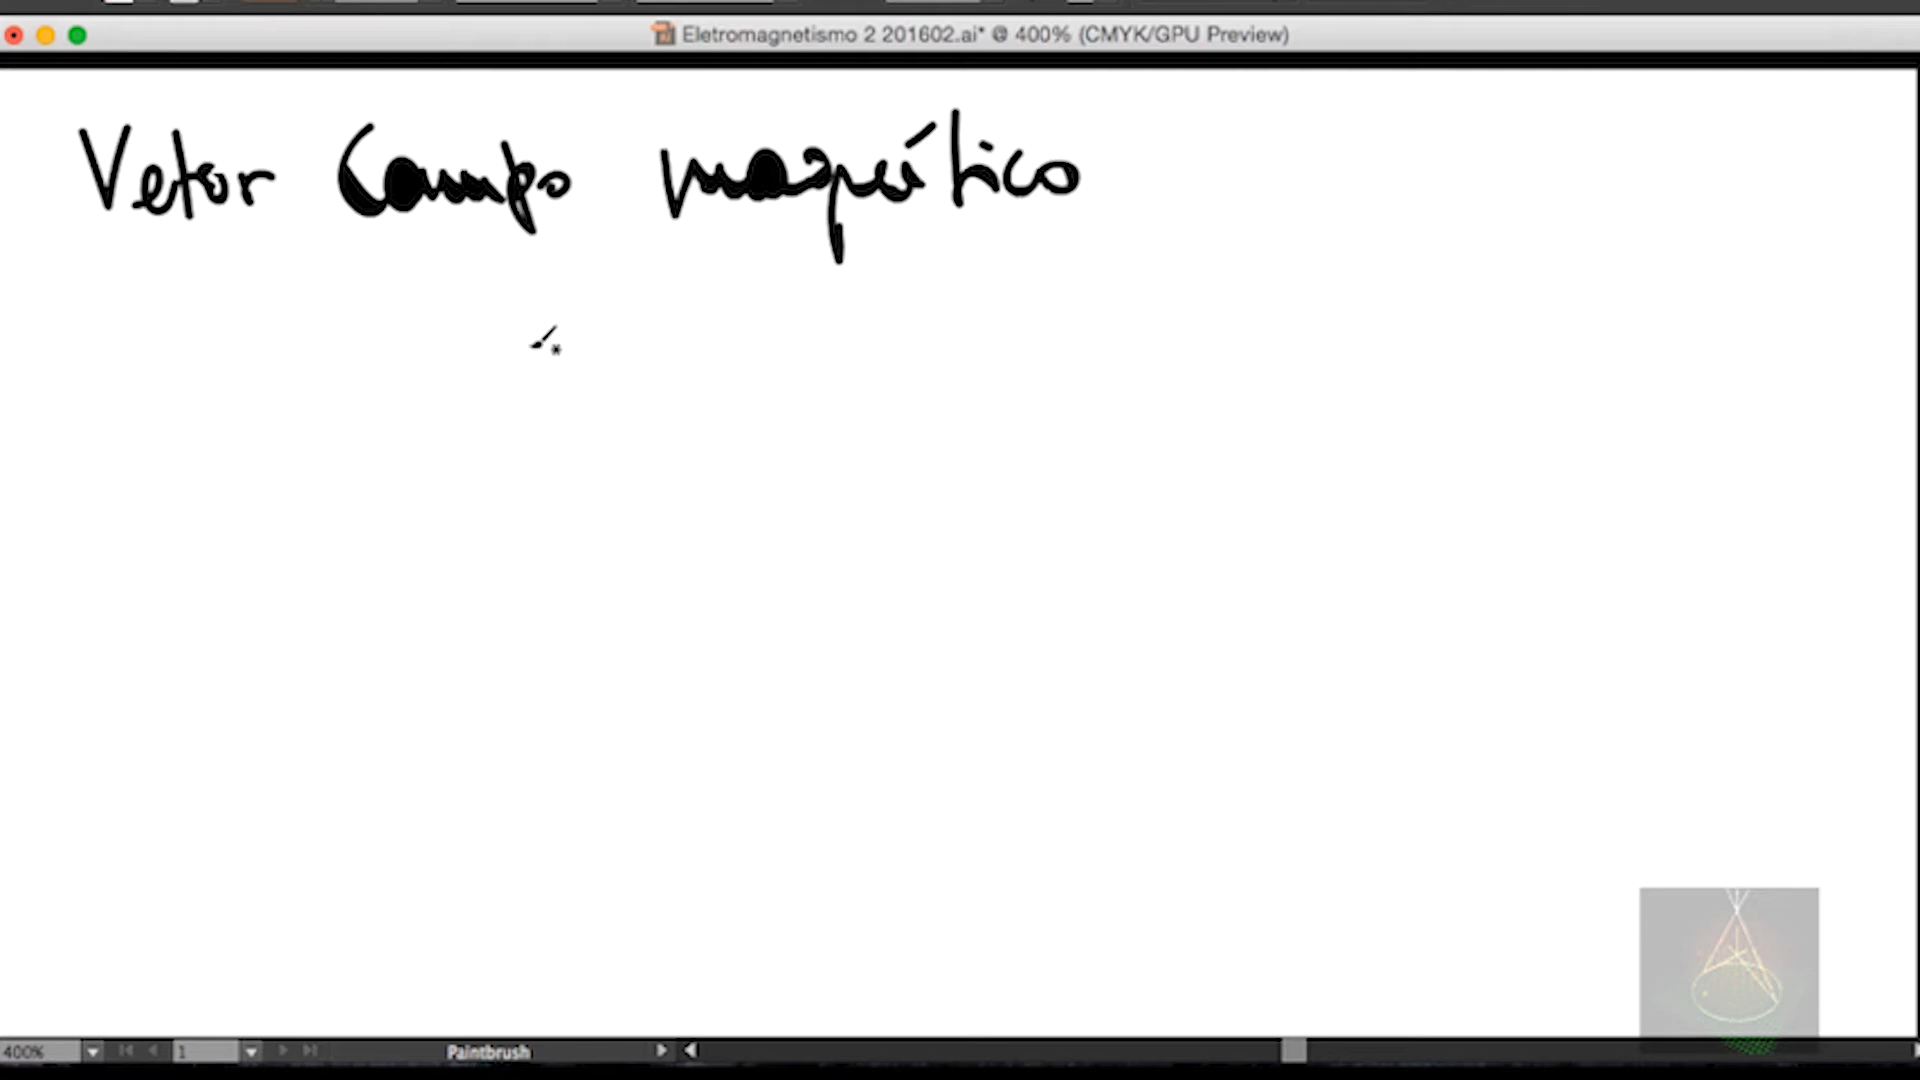 Eletromagnetismo 2 201602.ai* @ 400% (CMYK/GPU Preview)
Vetor Campo magnético
400%
1
Paintbrush